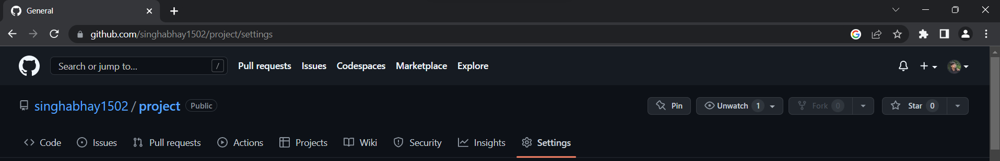 General
github.com/singhabhay1502/project/settings
Search or jump to... / Pull requests Issues Codespaces Marketplace Explore
singhabhay1502 / project Public Pin Unwatch 1 Fork 0 Star 0
Code Issues Pull requests Actions Projects Wiki Security Insights Settings